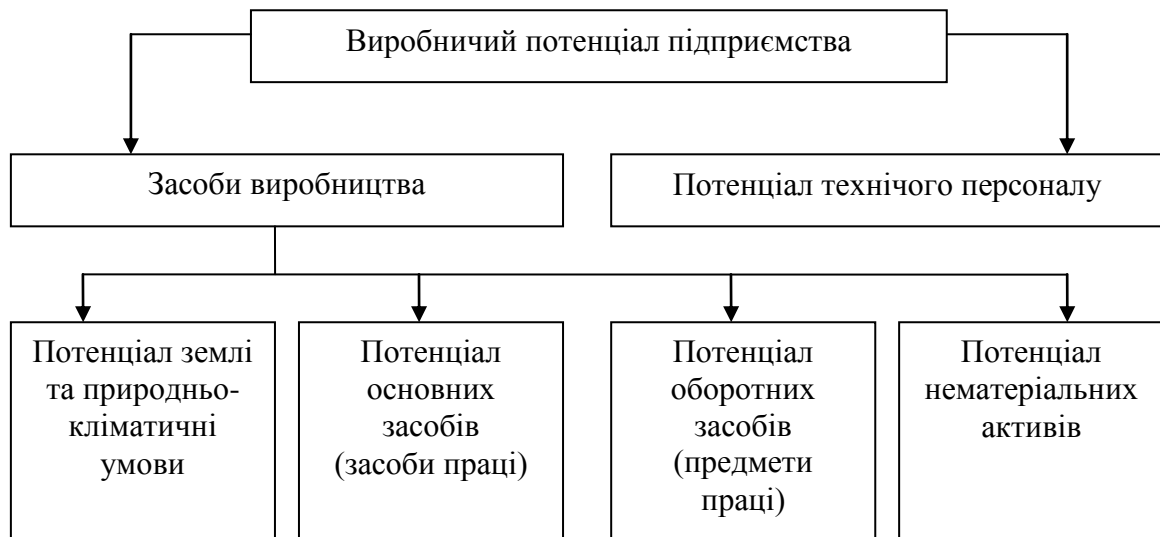 Виробничий потенціал підприємства
Засоби виробництва
Потенціал технічого персоналу
Потенціал землі
та природньо-
кліматичні
умови
Потенціал
основних
засобів
(засоби праці)
Потенціал
оборотних
засобів
(предмети
праці)
Потенціал
нематеріальних
активів